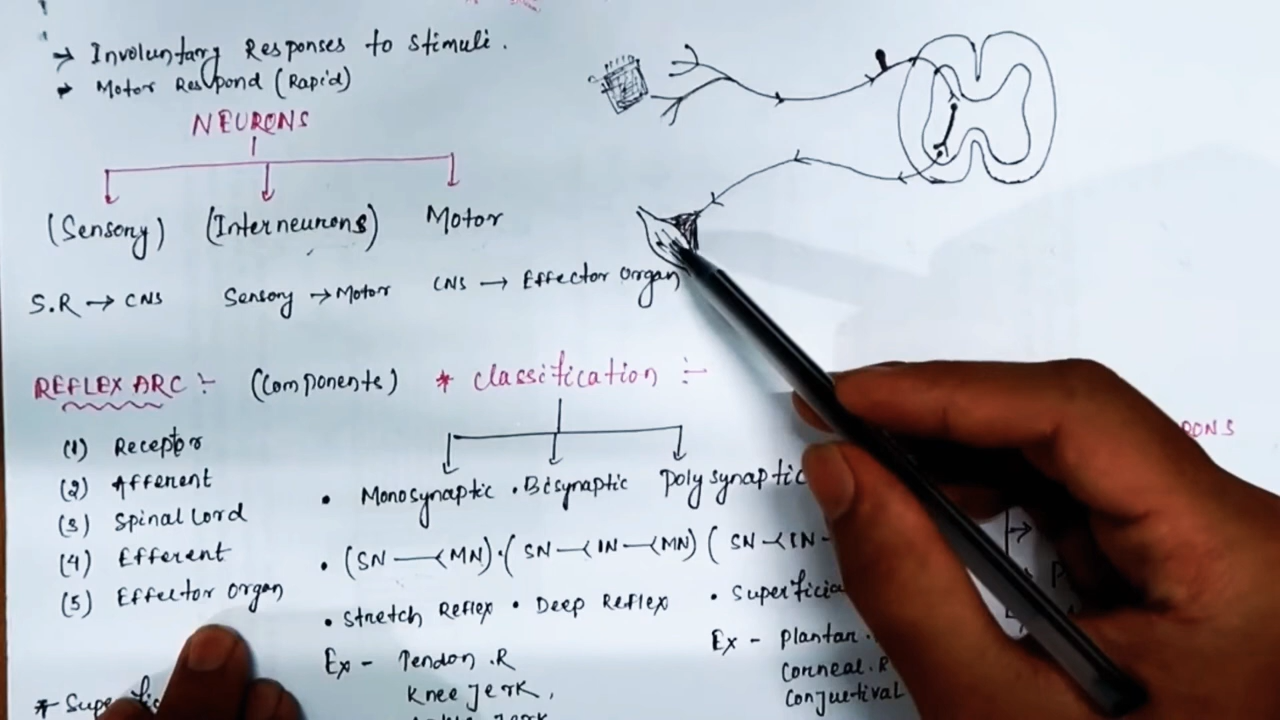 → Involuntary Responses to stimuli.
→ Motor Respond (Rapid)
NEURONS
(Sensory) (Interneurons) Motor
S.R → CNS Sensory → Motor CNS → Effector Organ
REFLEX ARC :- (Components)
(1) Receptor
(2) Afferent
(3) Spinal Cord
(4) Efferent
(5) Effector organ
* Classification :-
• Monosynaptic • Bisynaptic Polysynaptic
• (SN —< MN) • (SN —< IN —< MN) (SN —< IN -
• Stretch Reflex • Deep Reflex • Superficia
Ex - Tendon .R
Knee Jerk,
Ex - Plantar .
Corneal .R
Conjuctival
RONS